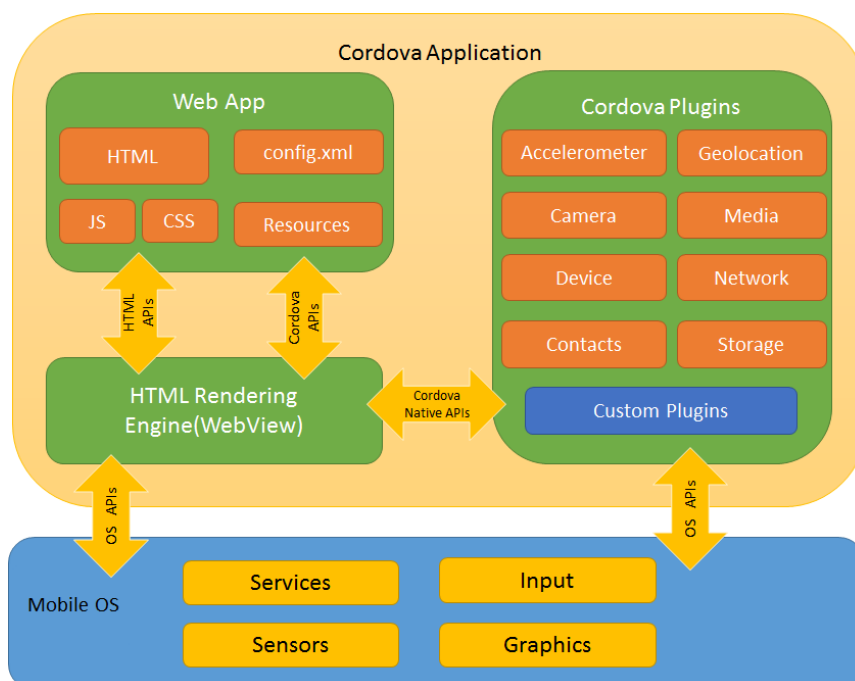 Cordova Application
Web App
HTML
config.xml
JS
CSS
Resources
HTML
APIs
Cordova
APIs
HTML Rendering
Engine(WebView)
Cordova
Native APIs
Cordova Plugins
Accelerometer
Geolocation
Camera
Media
Device
Network
Contacts
Storage
Custom Plugins
OS APIs
OS APIs
Mobile OS
Services
Input
Sensors
Graphics